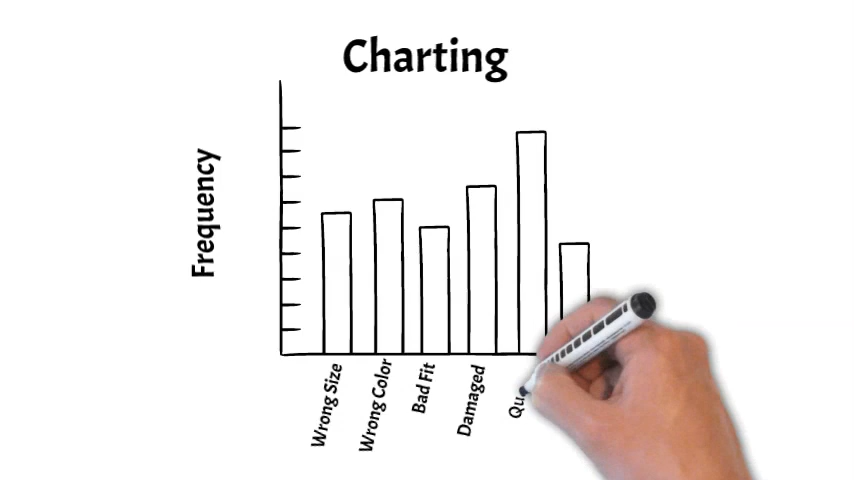 Charting
Frequency
Wrong Size
Wrong Color
Bad Fit
Damaged